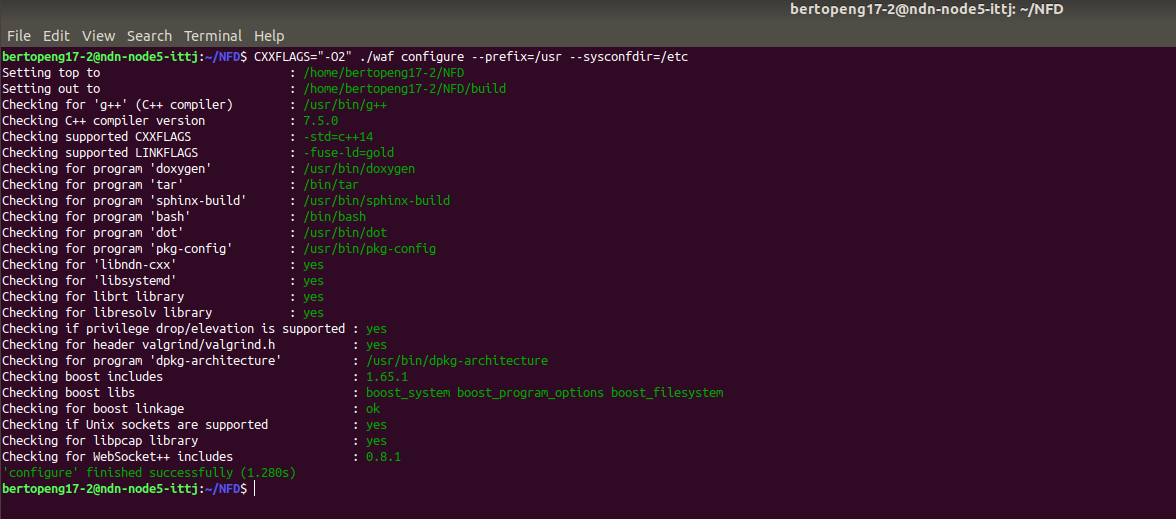 bertopeng17-2@ndn-node5-ittj: ~/NFD
File Edit View Search Terminal Help
bertopeng17-2@ndn-node5-ittj:~/NFD$ CXXFLAGS="-O2" ./waf configure --prefix=/usr --sysconfdir=/etc
Setting top to : /home/bertopeng17-2/NFD
Setting out to : /home/bertopeng17-2/NFD/build
Checking for 'g++' (C++ compiler) : /usr/bin/g++
Checking C++ compiler version : 7.5.0
Checking supported CXXFLAGS : -std=c++14
Checking supported LINKFLAGS : -fuse-ld=gold
Checking for program 'doxygen' : /usr/bin/doxygen
Checking for program 'tar' : /bin/tar
Checking for program 'sphinx-build' : /usr/bin/sphinx-build
Checking for program 'bash' : /bin/bash
Checking for program 'dot' : /usr/bin/dot
Checking for program 'pkg-config' : /usr/bin/pkg-config
Checking for 'libndn-cxx' : yes
Checking for 'libsystemd' : yes
Checking for librt library : yes
Checking for libresolv library : yes
Checking if privilege drop/elevation is supported : yes
Checking for header valgrind/valgrind.h : yes
Checking for program 'dpkg-architecture' : /usr/bin/dpkg-architecture
Checking boost includes : 1.65.1
Checking boost libs : boost_system boost_program_options boost_filesystem
Checking for boost linkage : ok
Checking if Unix sockets are supported : yes
Checking for libpcap library : yes
Checking for WebSocket++ includes : 0.8.1
'configure' finished successfully (1.280s)
bertopeng17-2@ndn-node5-ittj:~/NFD$